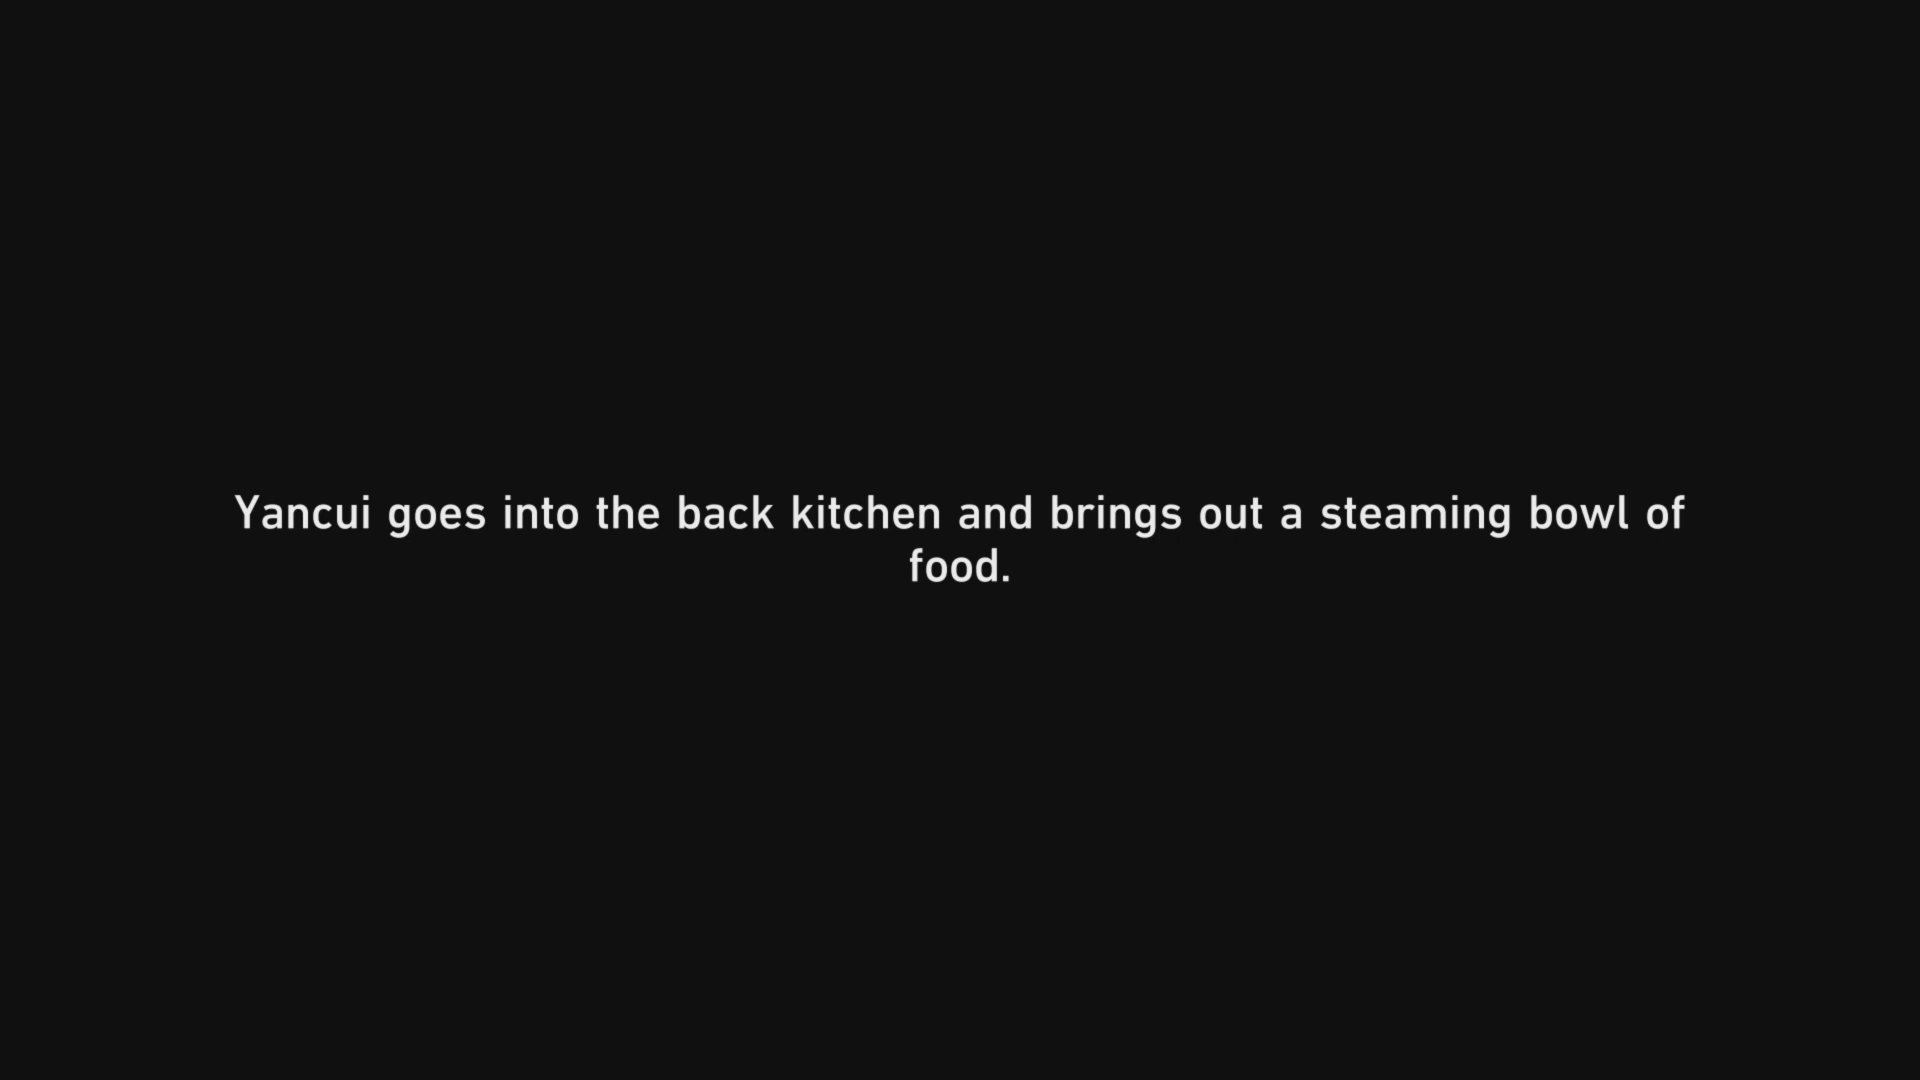 Yancui goes into the back kitchen and brings out a steaming bowl of
food.